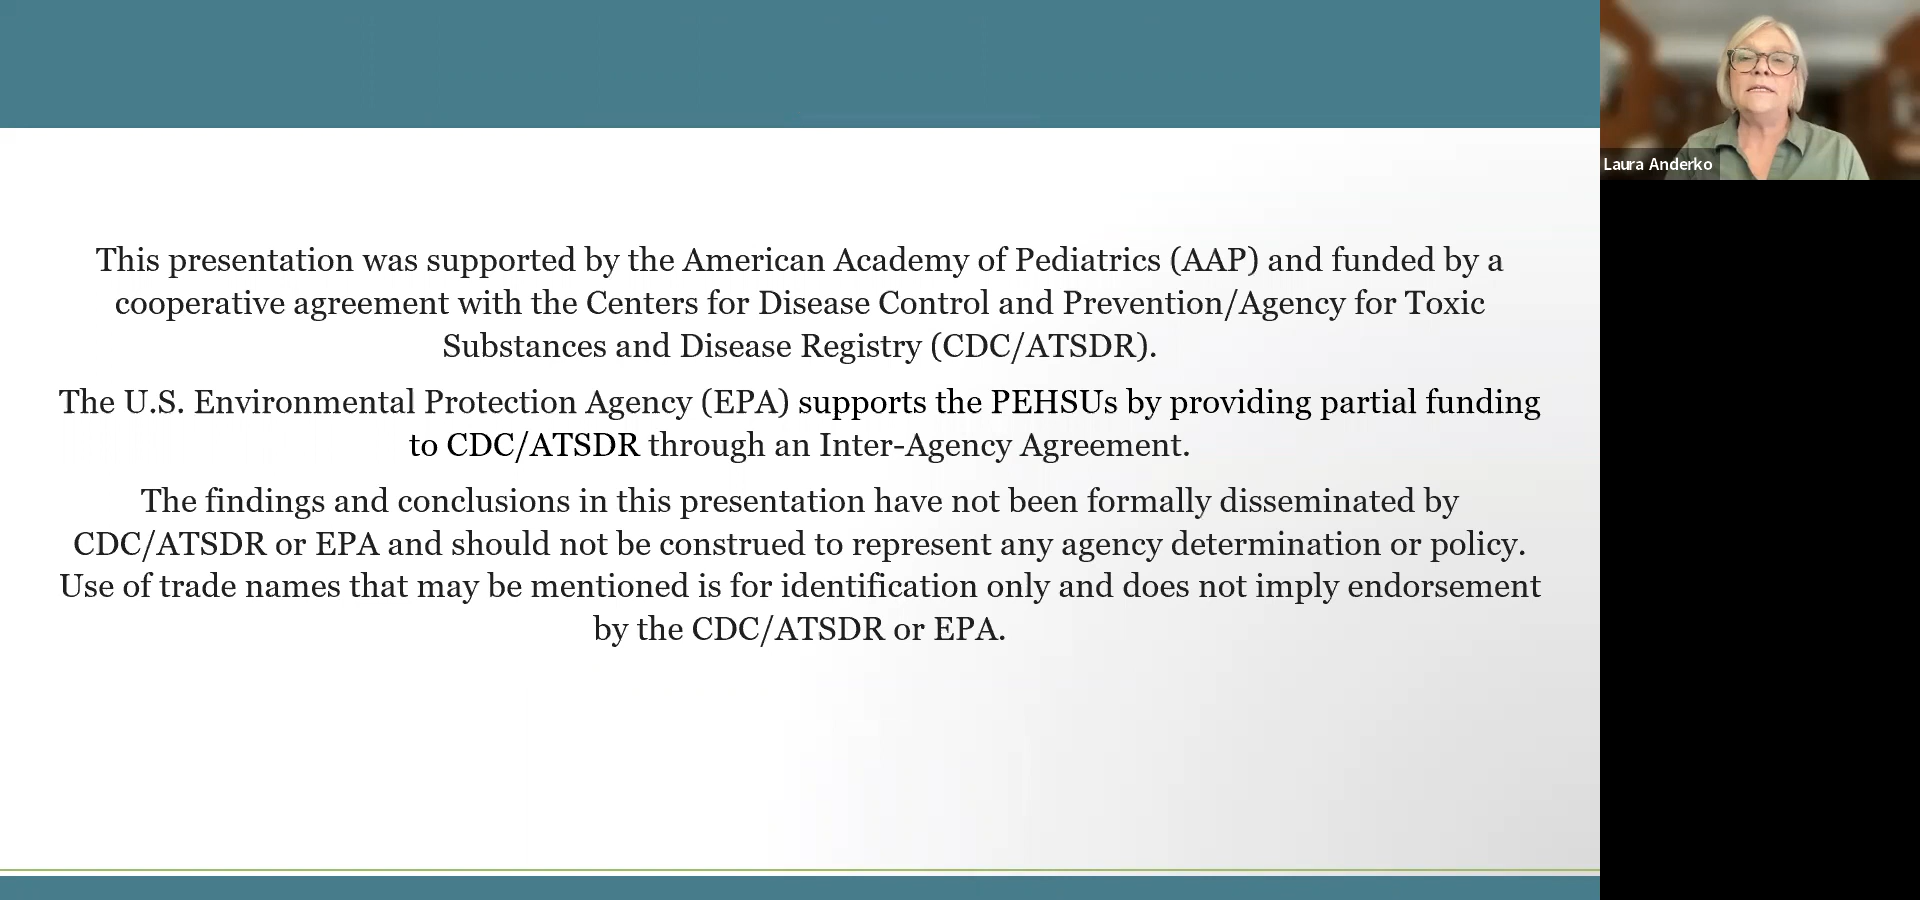 This presentation was supported by the American Academy of Pediatrics (AAP) and funded by a
cooperative agreement with the Centers for Disease Control and Prevention/Agency for Toxic
Substances and Disease Registry (CDC/ATSDR).
The U.S. Environmental Protection Agency (EPA) supports the PEHSUs by providing partial funding
to CDC/ATSDR through an Inter-Agency Agreement.
The findings and conclusions in this presentation have not been formally disseminated by
CDC/ATSDR or EPA and should not be construed to represent any agency determination or policy.
Use of trade names that may be mentioned is for identification only and does not imply endorsement
by the CDC/ATSDR or EPA.
Laura Anderko